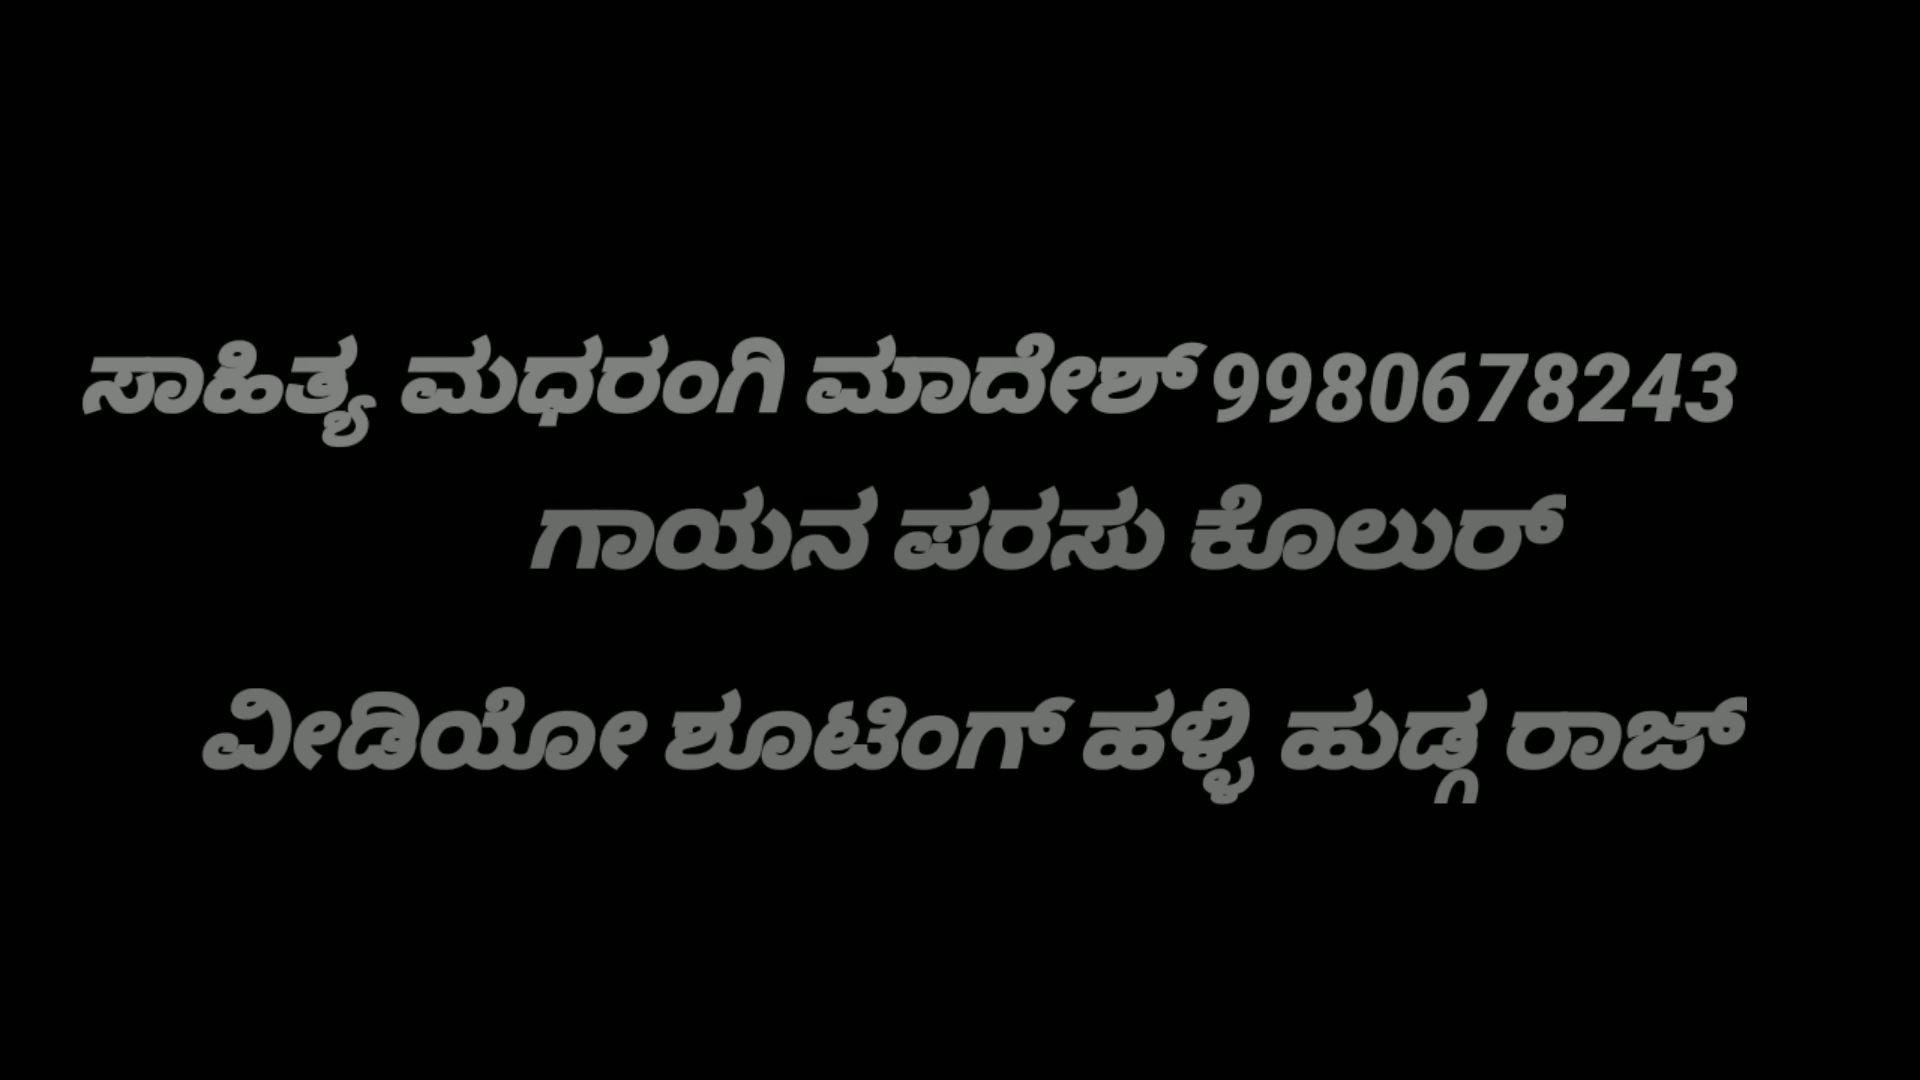 ಸಾಹಿತ್ಯ ಮಧರಂಗಿ ಮಾದೇಶ್ 9980678243
ಗಾಯನ ಪರಸು ಕೊಲುರ್
ವೀಡಿಯೋ ಶೂಟಿಂಗ್ ಹಳ್ಳಿ ಹುಡ್ಗ ರಾಜ್